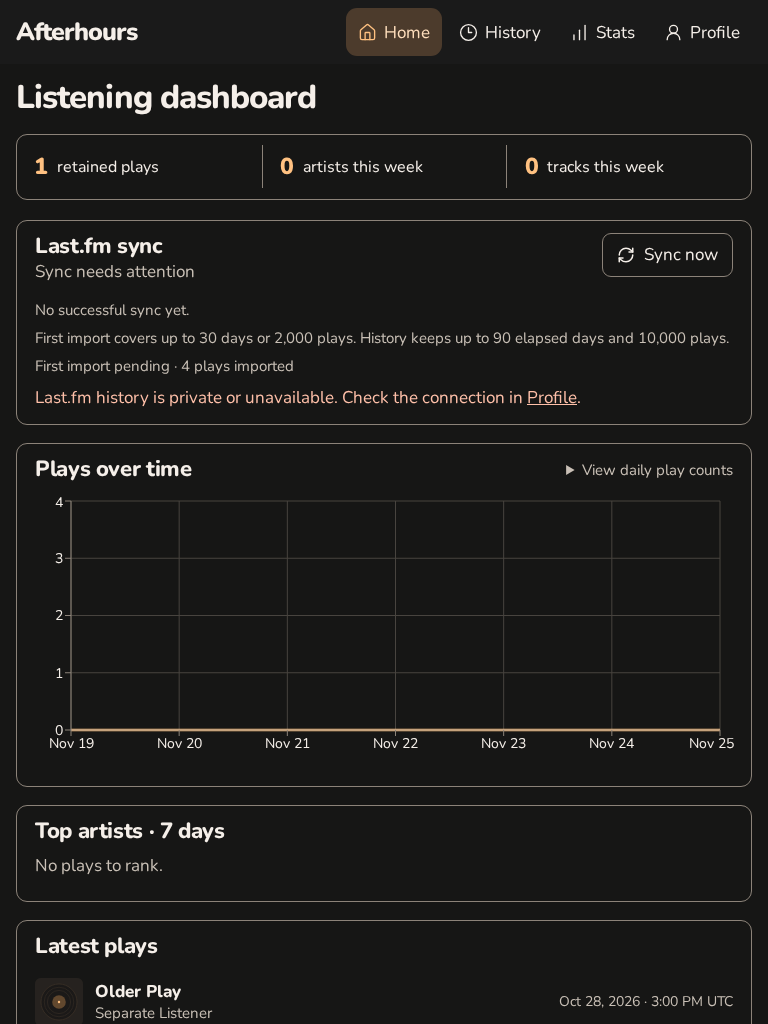 Afterhours
Home
History
Stats
Profile
Listening dashboard
1 retained plays
0 artists this week
0 tracks this week
Last.fm sync
Sync needs attention
Sync now
No successful sync yet.
First import covers up to 30 days or 2,000 plays. History keeps up to 90 elapsed days and 10,000 plays.
First import pending · 4 plays imported
Last.fm history is private or unavailable. Check the connection in Profile.
Plays over time
▶ View daily play counts
4
3
2
1
0
Nov 19
Nov 20
Nov 21
Nov 22
Nov 23
Nov 24
Nov 25
Top artists · 7 days
No plays to rank.
Latest plays
Older Play
Separate Listener
Oct 28, 2026 · 3:00 PM UTC